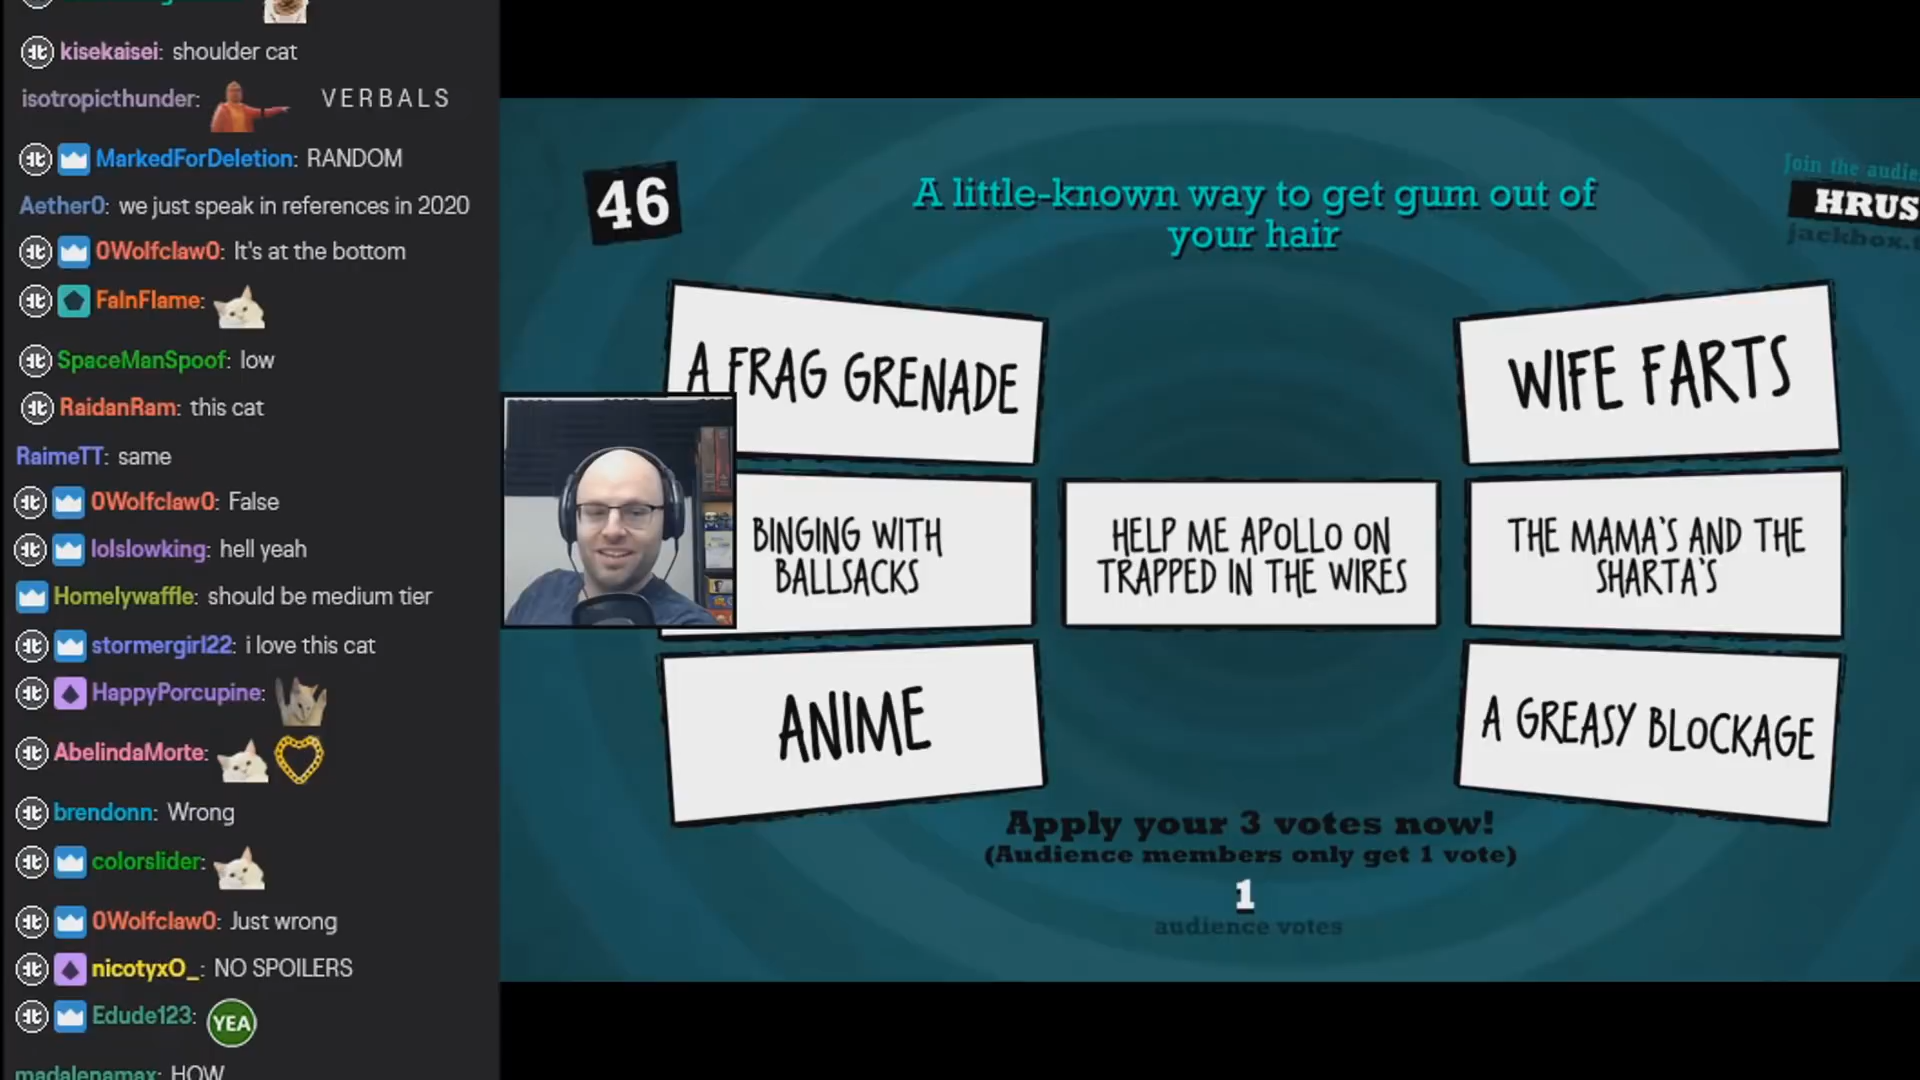 kisekaisei: shoulder cat
isotropicthunder: VERBALS
MarkedForDeletion: RANDOM
Aether0: we just speak in references in 2020
0Wolfclaw0: It's at the bottom
FalnFlame:
SpaceManSpoof: low
RaidanRam: this cat
RaimeTT: same
0Wolfclaw0: False
lolslowking: hell yeah
Homelywaffle: should be medium tier
stormergirl22: i love this cat
HappyPorcupine:
AbelindaMorte:
brendonn: Wrong
colorslider:
0Wolfclaw0: Just wrong
nicotyxO_: NO SPOILERS
Edude123: YEA
madalenamax: HOW
46
A little-known way to get gum out of
your hair
Join the audie
HRUS
jackbox.t
A FRAG GRENADE
WIFE FARTS
BINGING WITH
BALLSACKS
HELP ME APOLLO ON
TRAPPED IN THE WIRES
THE MAMA'S AND THE
SHARTA'S
ANIME
A GREASY BLOCKAGE
Apply your 3 votes now!
(Audience members only get 1 vote)
1
audience votes